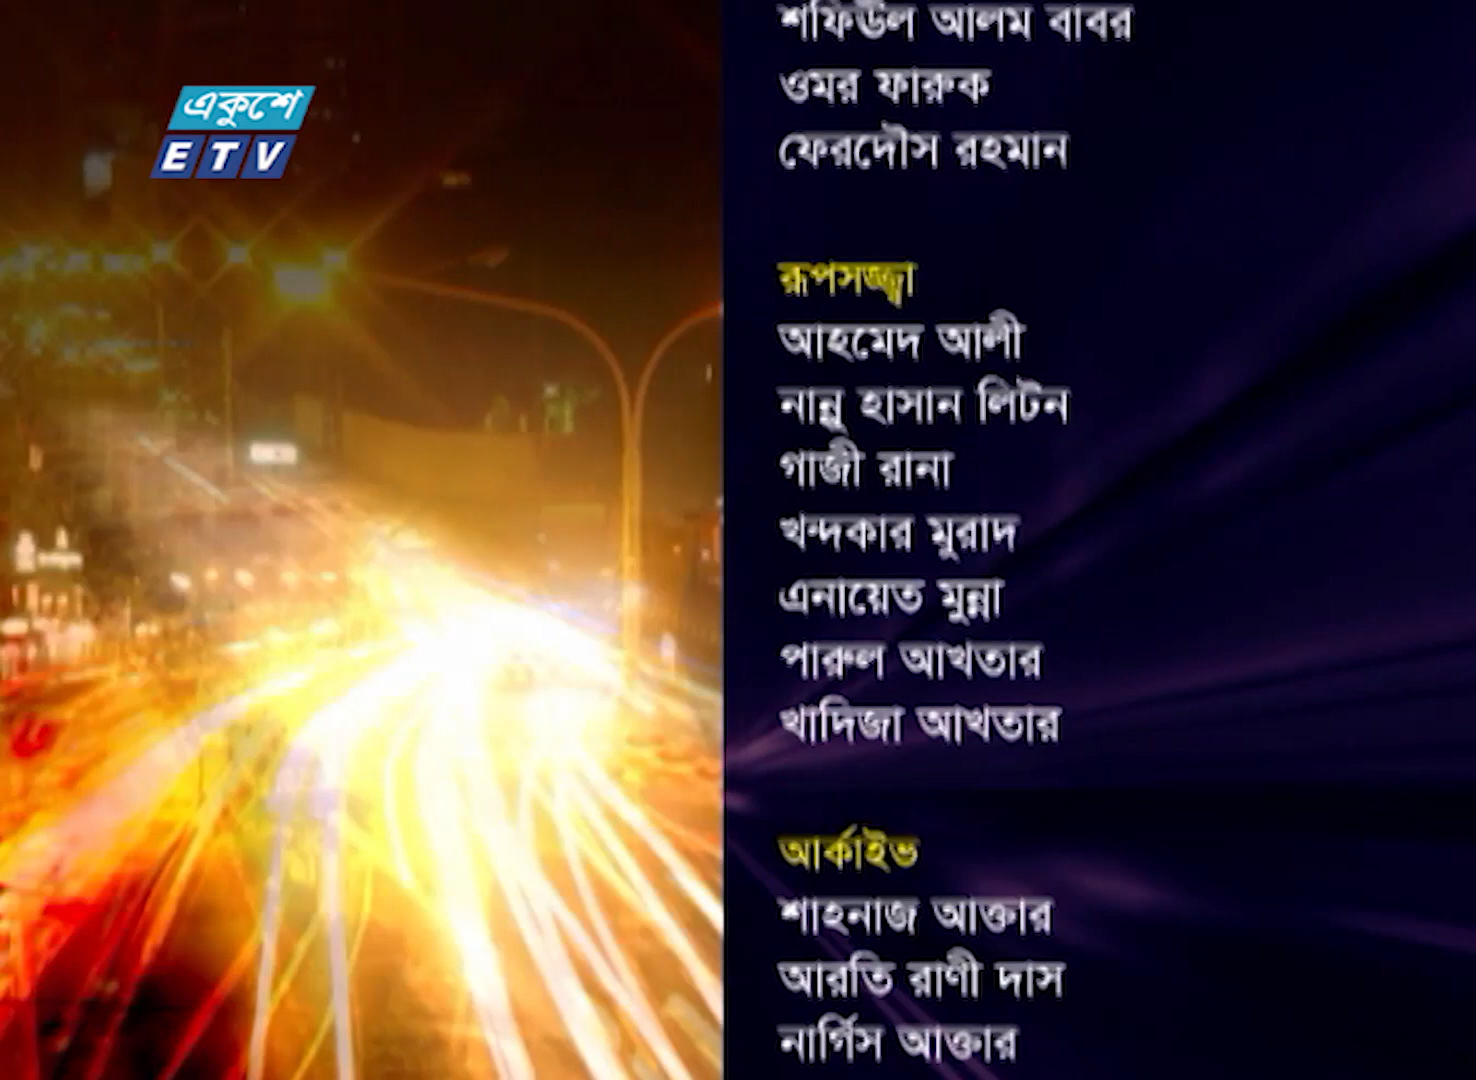 একুশে
ETV
শফিউল আলম বাবর
ওমর ফারুক
ফেরদৌস রহমান
রূপসজ্জা
আহমেদ আলী
নান্নু হাসান লিটন
গাজী রানা
খন্দকার মুরাদ
এনায়েত মুন্না
পারুল আখতার
খাদিজা আখতার
আর্কাইভ
শাহনাজ আক্তার
আরতি রাণী দাস
নার্গিস আক্তার